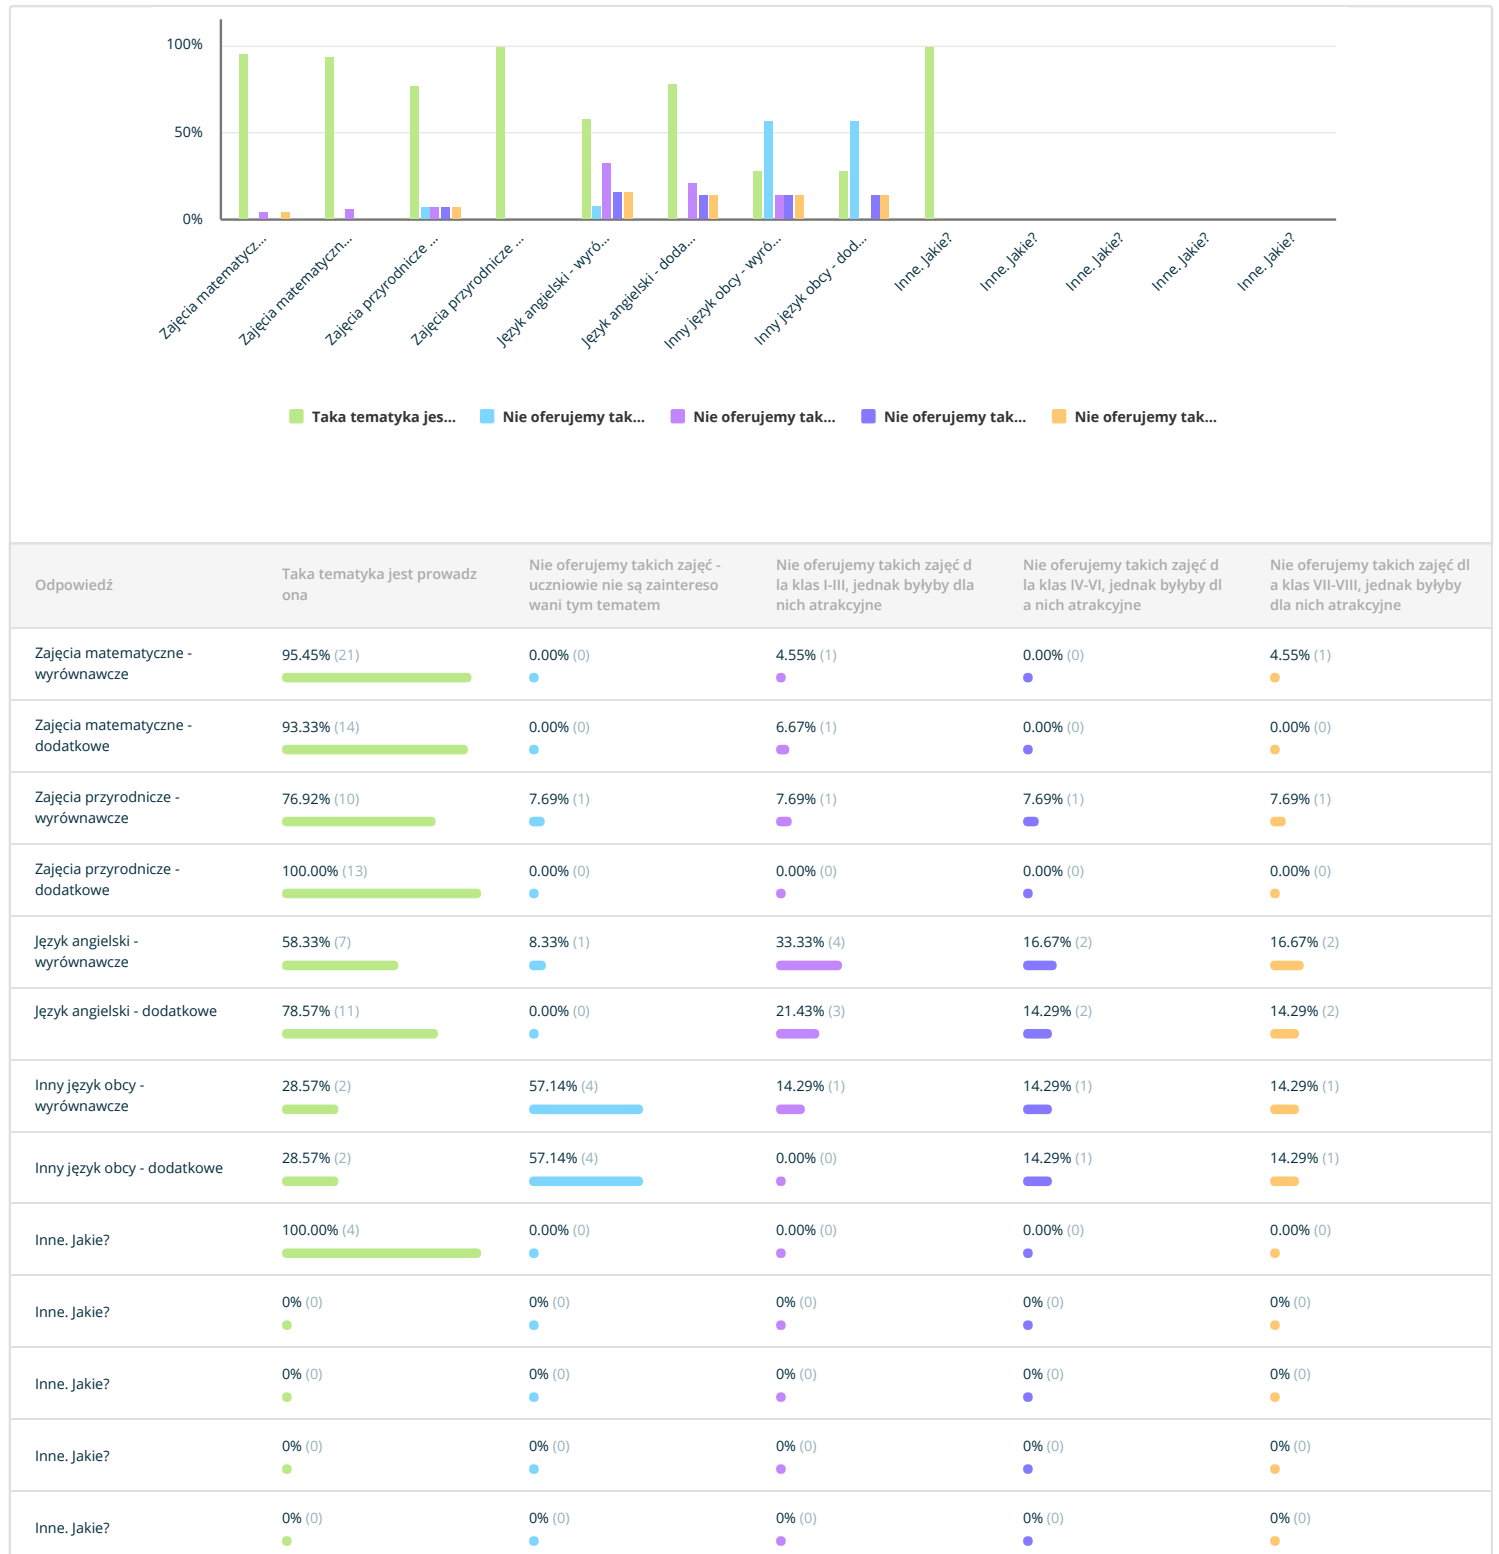 100%
50%
0%
Zajęcia matematycz...
Zajęcia matematyczn...
Zajęcia przyrodnicze ...
Zajęcia przyrodnicze ...
Język angielski - wyró...
Język angielski - doda...
Inny język obcy - wyró...
Inny język obcy - dod...
Inne. Jakie?
Inne. Jakie?
Inne. Jakie?
Inne. Jakie?
Inne. Jakie?
Taka tematyka jes... Nie oferujemy tak... Nie oferujemy tak... Nie oferujemy tak... Nie oferujemy tak...
Odpowiedź
Taka tematyka jest prowadz
ona
Nie oferujemy takich zajęć -
uczniowie nie są zaintereso
wani tym tematem
Nie oferujemy takich zajęć d
la klas I-III, jednak byłyby dla
nich atrakcyjne
Nie oferujemy takich zajęć d
la klas IV-VI, jednak byłyby dl
a nich atrakcyjne
Nie oferujemy takich zajęć dl
a klas VII-VIII, jednak byłyby
dla nich atrakcyjne
Zajęcia matematyczne -
wyrównawcze
95.45% (21) 0.00% (0) 4.55% (1) 0.00% (0) 4.55% (1)
Zajęcia matematyczne -
dodatkowe
93.33% (14) 0.00% (0) 6.67% (1) 0.00% (0) 0.00% (0)
Zajęcia przyrodnicze -
wyrównawcze
76.92% (10) 7.69% (1) 7.69% (1) 7.69% (1) 7.69% (1)
Zajęcia przyrodnicze -
dodatkowe
100.00% (13) 0.00% (0) 0.00% (0) 0.00% (0) 0.00% (0)
Język angielski -
wyrównawcze
58.33% (7) 8.33% (1) 33.33% (4) 16.67% (2) 16.67% (2)
Język angielski - dodatkowe
78.57% (11) 0.00% (0) 21.43% (3) 14.29% (2) 14.29% (2)
Inny język obcy -
wyrównawcze
28.57% (2) 57.14% (4) 14.29% (1) 14.29% (1) 14.29% (1)
Inny język obcy - dodatkowe
28.57% (2) 57.14% (4) 0.00% (0) 14.29% (1) 14.29% (1)
Inne. Jakie?
100.00% (4) 0.00% (0) 0.00% (0) 0.00% (0) 0.00% (0)
Inne. Jakie?
0% (0) 0% (0) 0% (0) 0% (0) 0% (0)
Inne. Jakie?
0% (0) 0% (0) 0% (0) 0% (0) 0% (0)
Inne. Jakie?
0% (0) 0% (0) 0% (0) 0% (0) 0% (0)
Inne. Jakie?
0% (0) 0% (0) 0% (0) 0% (0) 0% (0)